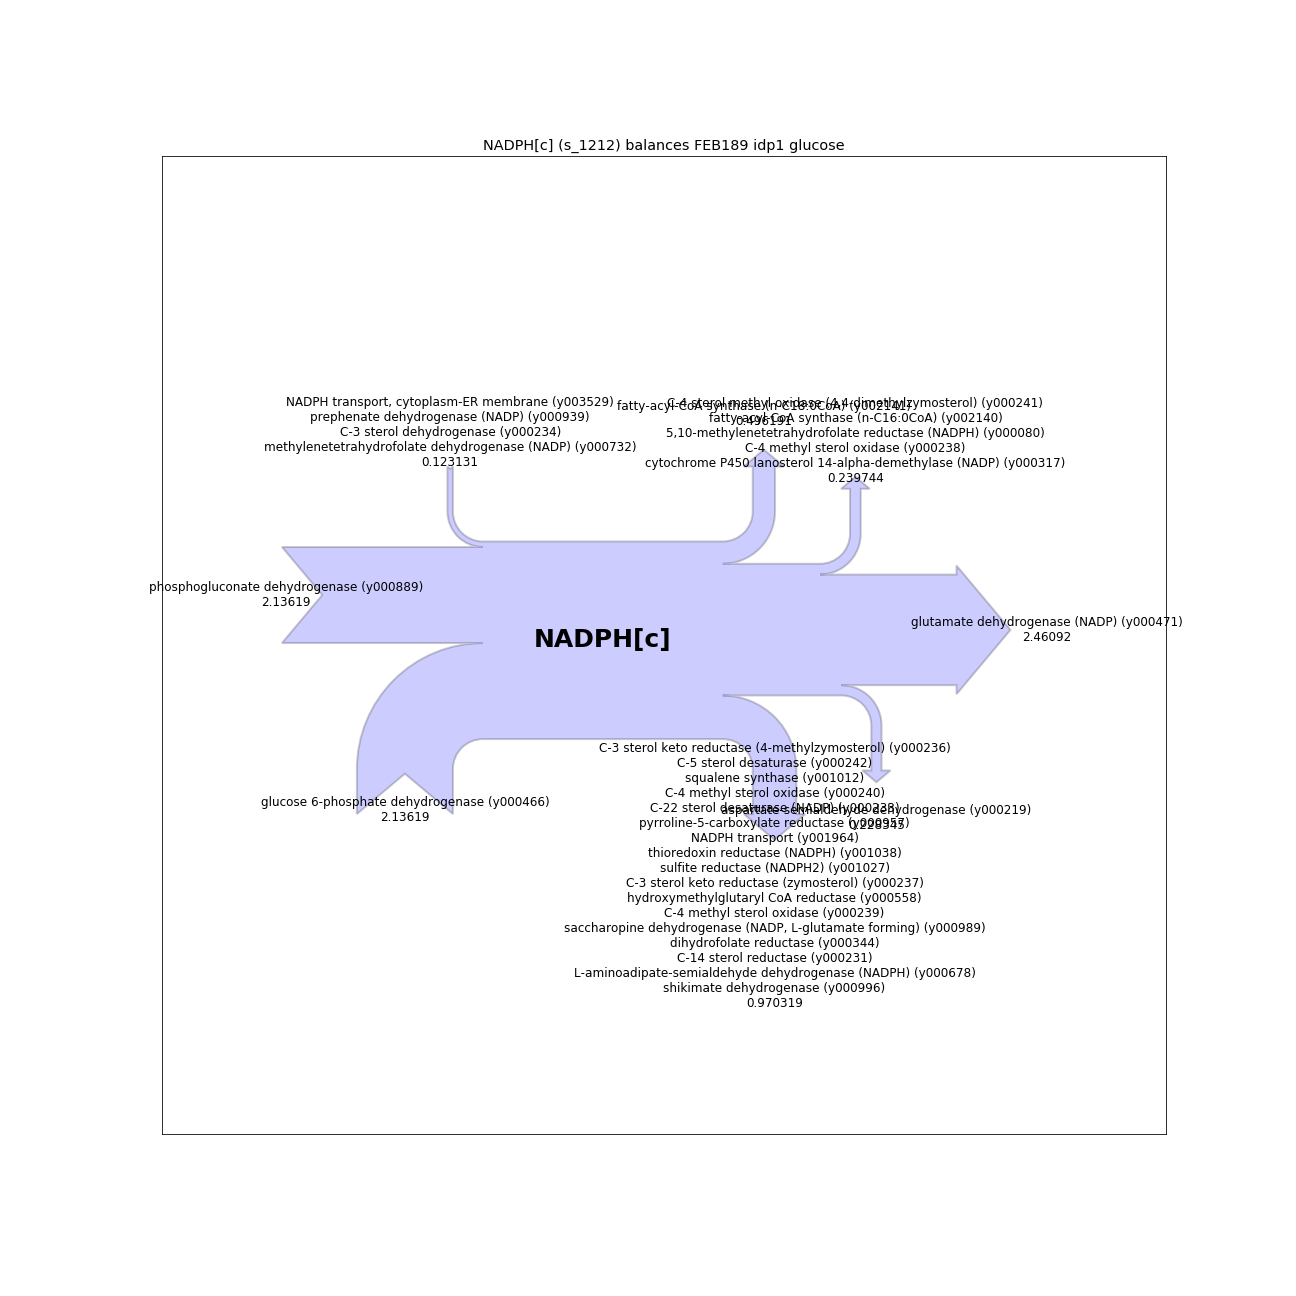 NADPH[c] (s_1212) balances FEB189 idp1 glucose
NADPH transport, cytoplasm-ER membrane (y003529)
prephenate dehydrogenase (NADP) (y000939)
C-3 sterol dehydrogenase (y000234)
methylenetetrahydrofolate dehydrogenase (NADP) (y000732)
0.123131
fatty-acyl-CoA synthase (n-C18:0CoA) (y002141)
0.496191
C-4 sterol methyl oxidase (4,4-dimethylzymosterol) (y000241)
fatty-acyl-CoA synthase (n-C16:0CoA) (y002140)
5,10-methylenetetrahydrofolate reductase (NADPH) (y000080)
C-4 methyl sterol oxidase (y000238)
cytochrome P450 lanosterol 14-alpha-demethylase (NADP) (y000317)
0.239744
phosphogluconate dehydrogenase (y000889)
2.13619
NADPH[c]
glutamate dehydrogenase (NADP) (y000471)
2.46092
glucose 6-phosphate dehydrogenase (y000466)
2.13619
C-3 sterol keto reductase (4-methylzymosterol) (y000236)
C-5 sterol desaturase (y000242)
squalene synthase (y001012)
C-4 methyl sterol oxidase (y000240)
C-22 sterol desaturase (NADP) (y000233)
pyrroline-5-carboxylate reductase (y000957)
NADPH transport (y001964)
thioredoxin reductase (NADPH) (y001038)
sulfite reductase (NADPH2) (y001027)
C-3 sterol keto reductase (zymosterol) (y000237)
hydroxymethylglutaryl CoA reductase (y000558)
C-4 methyl sterol oxidase (y000239)
saccharopine dehydrogenase (NADP, L-glutamate forming) (y000989)
dihydrofolate reductase (y000344)
C-14 sterol reductase (y000231)
L-aminoadipate-semialdehyde dehydrogenase (NADPH) (y000678)
shikimate dehydrogenase (y000996)
0.970319
aspartate-semialdehyde dehydrogenase (y000219)
0.228345